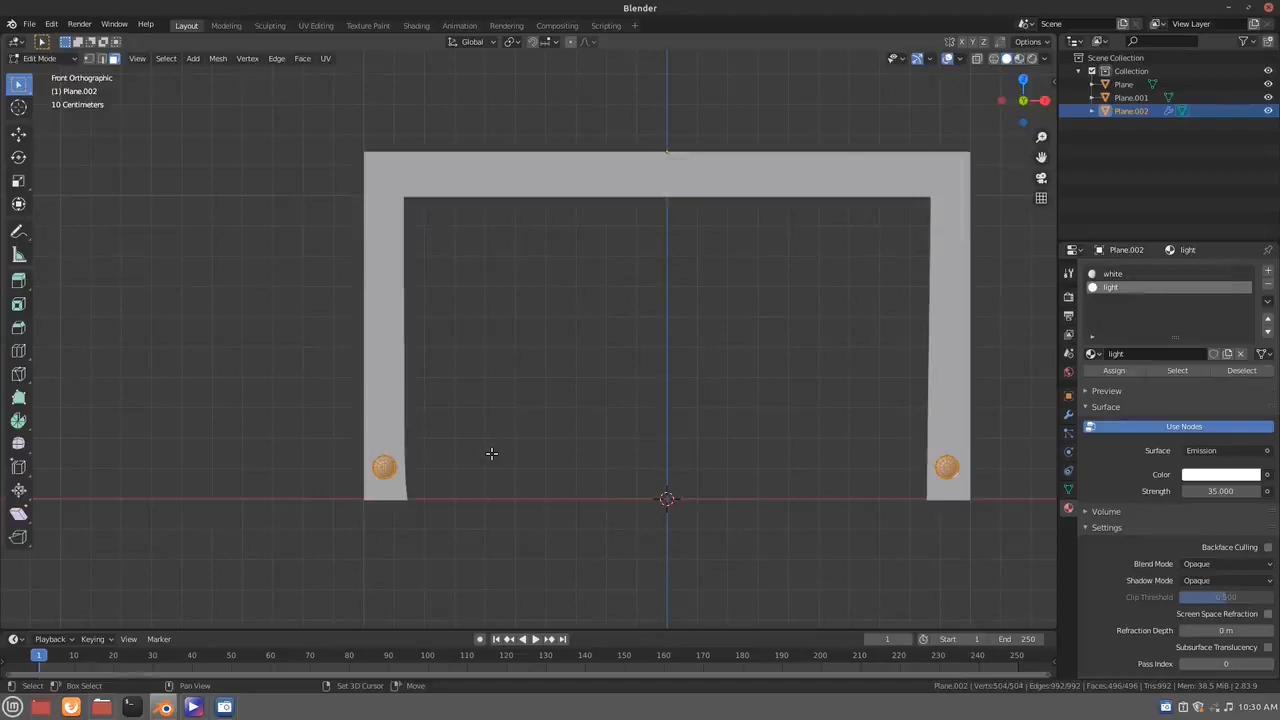 Blender
File Edit Render Window Help
Layout Modeling Sculpting UV Editing Texture Paint Shading Animation Rendering Compositing Scripting +
Scene View Layer
Global X Y Z Options
Edit Mode View Select Add Mesh Vertex Edge Face UV
Front Orthographic
(1) Plane.002
10 Centimeters
Z
Y X
Scene Collection
Collection
Plane
Plane.001
Plane.002
Plane.002 light
white
light
light
Assign Select Deselect
Preview
Surface
Use Nodes
Surface: Emission
Color
Strength 35.000
Volume
Settings
Backface Culling
Blend Mode Opaque
Shadow Mode Opaque
Clip Threshold 0.500
Screen Space Refraction
Refraction Depth 0 m
Subsurface Translucency
Pass Index 0
Playback Keying View Marker 1 Start 1 End 250
1 10 20 30 40 50 60 70 80 90 100 110 120 130 140 150 160 170 180 190 200 210 220 230 240 250
Select Box Select Pan View Set 3D Cursor Move Plane.002 | Verts:504/504 | Edges:992/992 | Faces:496/496 | Tris:992 | Mem: 38.5 MiB | 2.83.9
10:30 AM